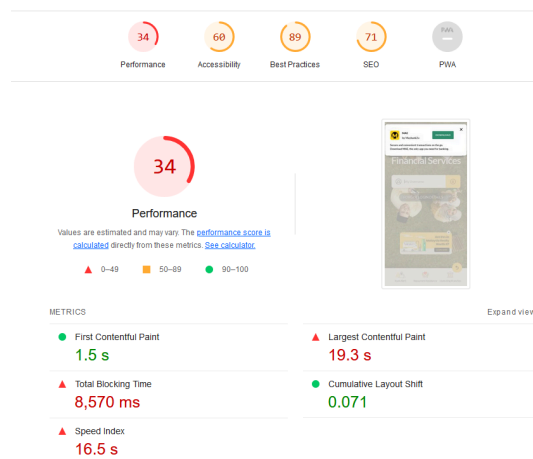 34 60 89 71 PWA
Performance Accessibility Best Practices SEO PWA
34
Performance
Values are estimated and may vary. The performance score is
calculated directly from these metrics. See calculator.
0–49 50–89 90–100
Financial Services
METRICS
Expand view
First Contentful Paint
1.5 s
Largest Contentful Paint
19.3 s
Total Blocking Time
8,570 ms
Cumulative Layout Shift
0.071
Speed Index
16.5 s